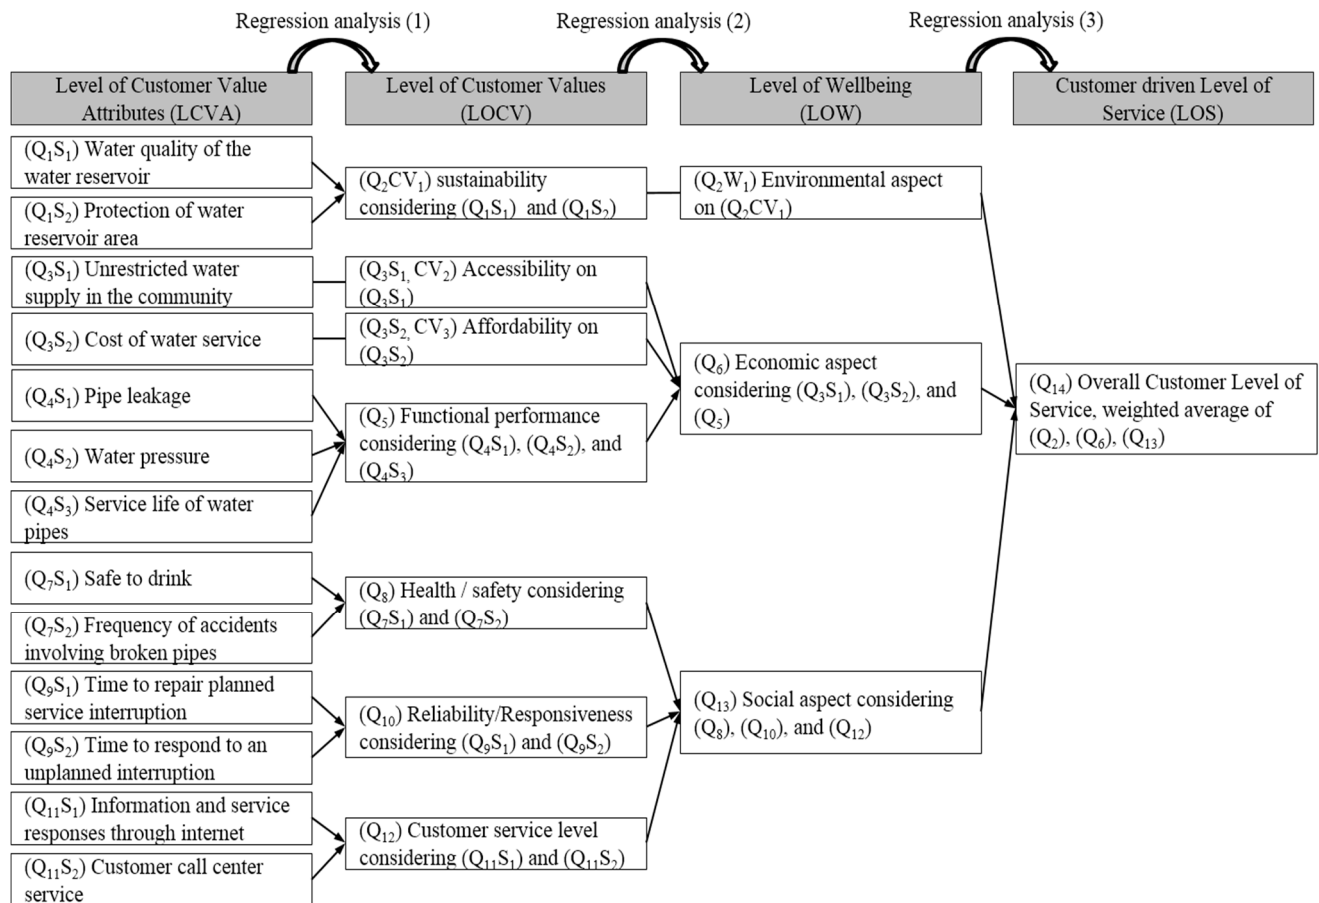 Regression analysis (1)
Regression analysis (2)
Regression analysis (3)
Level of Customer Value
Attributes (LCVA)
Level of Customer Values
(LOCV)
Level of Wellbeing
(LOW)
Customer driven Level of
Service (LOS)
(Q₁S₁) Water quality of the
water reservoir
(Q₁S₂) Protection of water
reservoir area
(Q₃S₁) Unrestricted water
supply in the community
(Q₃S₂) Cost of water service
(Q₄S₁) Pipe leakage
(Q₄S₂) Water pressure
(Q₄S₃) Service life of water
pipes
(Q₇S₁) Safe to drink
(Q₇S₂) Frequency of accidents
involving broken pipes
(Q₉S₁) Time to repair planned
service interruption
(Q₉S₂) Time to respond to an
unplanned interruption
(Q₁₁S₁) Information and service
responses through internet
(Q₁₁S₂) Customer call center
service
(Q₂CV₁) sustainability
considering (Q₁S₁) and (Q₁S₂)
(Q₃S₁, CV₂) Accessibility on
(Q₃S₁)
(Q₃S₂, CV₃) Affordability on
(Q₃S₂)
(Q₅) Functional performance
considering (Q₄S₁), (Q₄S₂), and
(Q₄S₃)
(Q₈) Health / safety considering
(Q₇S₁) and (Q₇S₂)
(Q₁₀) Reliability/Responsiveness
considering (Q₉S₁) and (Q₉S₂)
(Q₁₂) Customer service level
considering (Q₁₁S₁) and (Q₁₁S₂)
(Q₂W₁) Environmental aspect
on (Q₂CV₁)
(Q₆) Economic aspect
considering (Q₃S₁), (Q₃S₂), and
(Q₅)
(Q₁₃) Social aspect considering
(Q₈), (Q₁₀), and (Q₁₂)
(Q₁₄) Overall Customer Level of
Service, weighted average of
(Q₂), (Q₆), (Q₁₃)